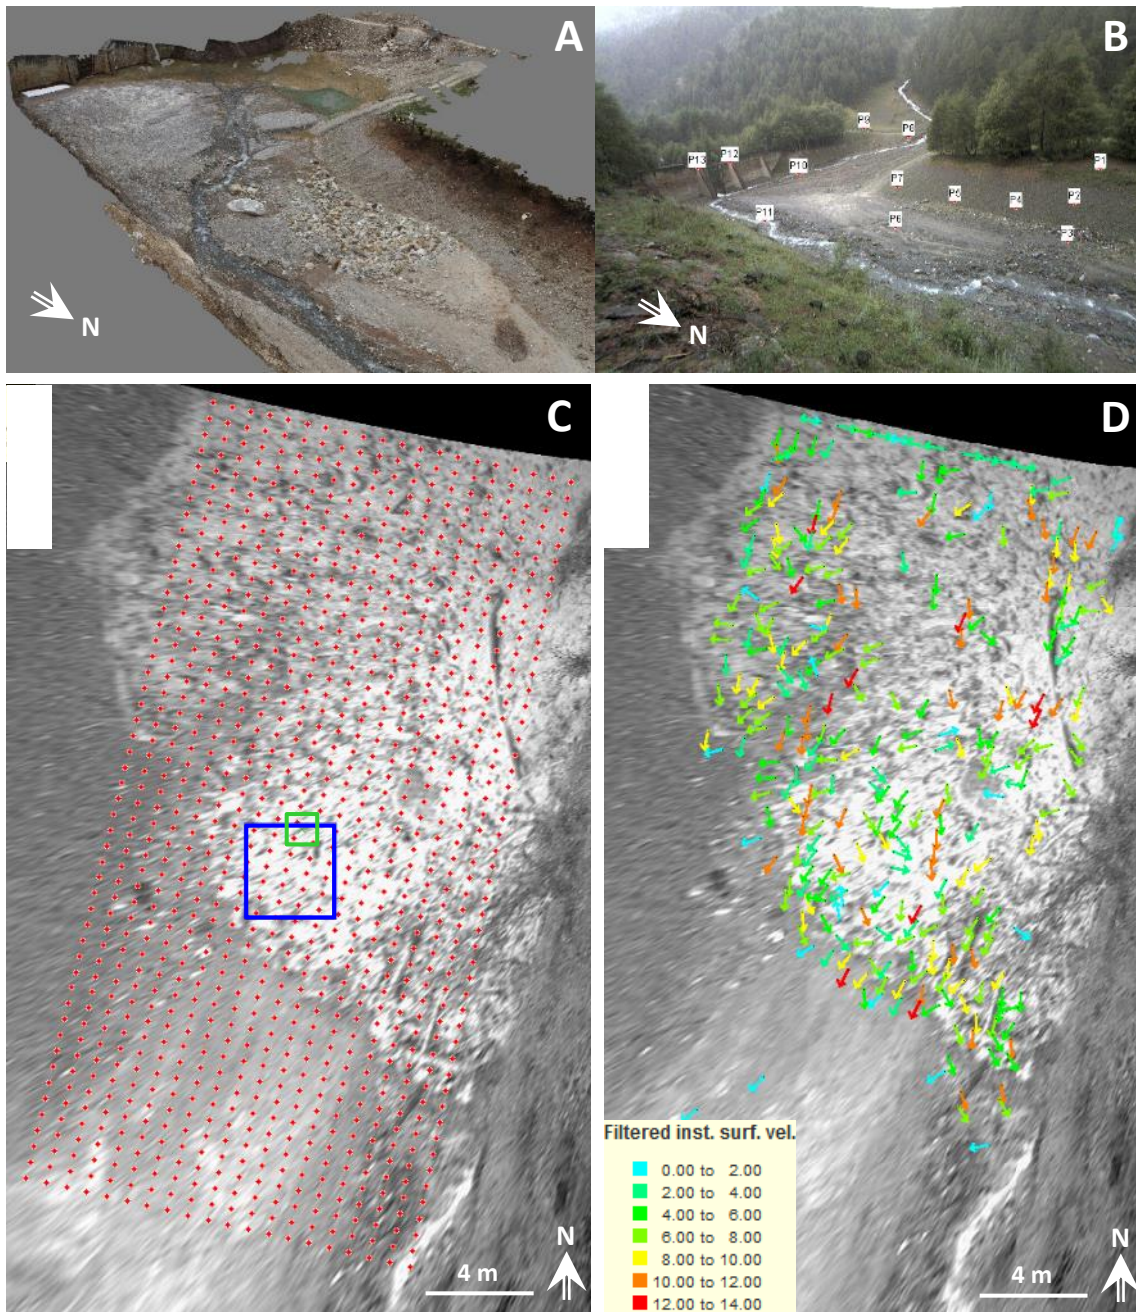 A
N
B
P9
P8
P13
P12
P10
P1
P7
P5
P4
P2
P11
P6
P3
N
C
4 m
N
D
Filtered inst. surf. vel.
0.00 to 2.00
2.00 to 4.00
4.00 to 6.00
6.00 to 8.00
8.00 to 10.00
10.00 to 12.00
12.00 to 14.00
4 m
N